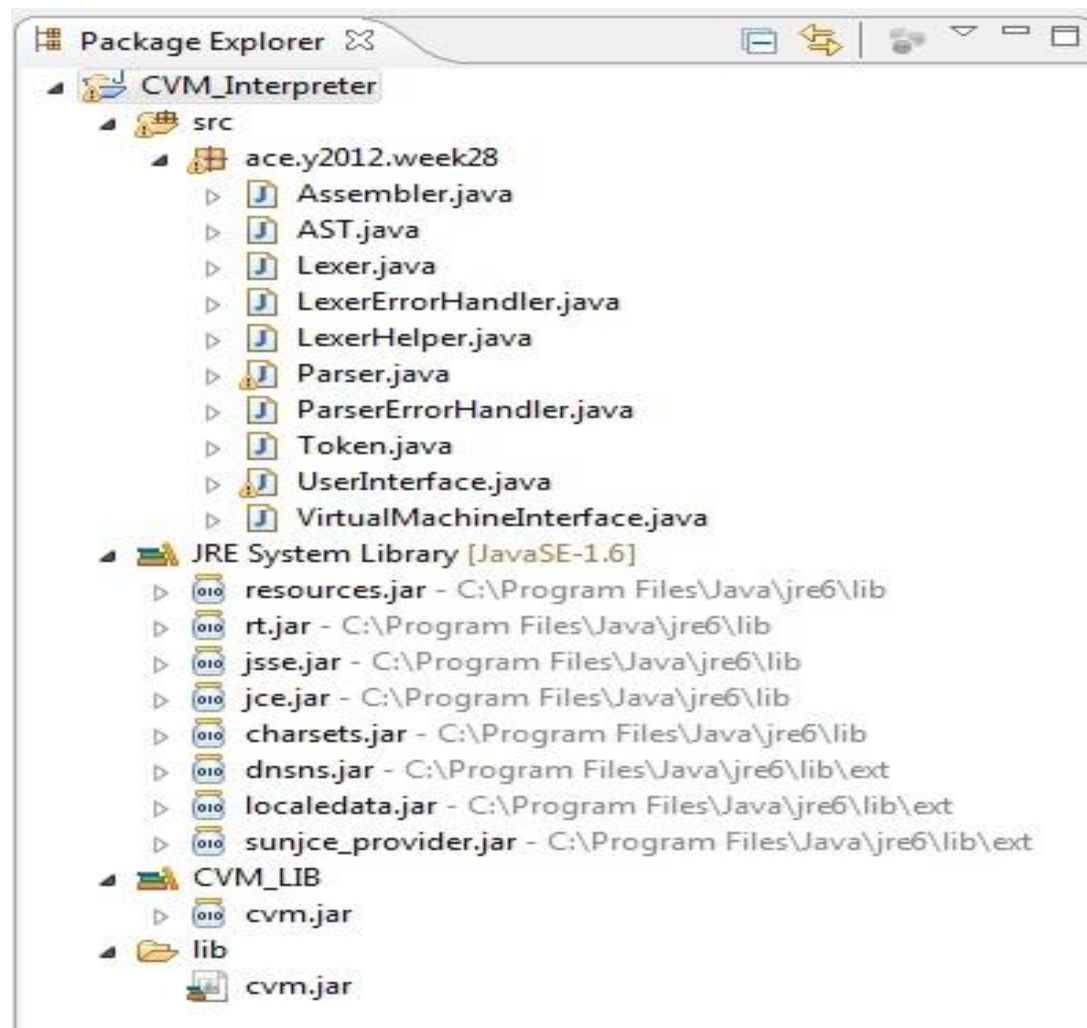 Package Explorer
CVM_Interpreter
src
ace.y2012.week28
Assembler.java
AST.java
Lexer.java
LexerErrorHandler.java
LexerHelper.java
Parser.java
ParserErrorHandler.java
Token.java
UserInterface.java
VirtualMachineInterface.java
JRE System Library [JavaSE-1.6]
resources.jar - C:\Program Files\Java\jre6\lib
rt.jar - C:\Program Files\Java\jre6\lib
jsse.jar - C:\Program Files\Java\jre6\lib
jce.jar - C:\Program Files\Java\jre6\lib
charsets.jar - C:\Program Files\Java\jre6\lib
dnsns.jar - C:\Program Files\Java\jre6\lib\ext
localedata.jar - C:\Program Files\Java\jre6\lib\ext
sunjce_provider.jar - C:\Program Files\Java\jre6\lib\ext
CVM_LIB
cvm.jar
lib
cvm.jar